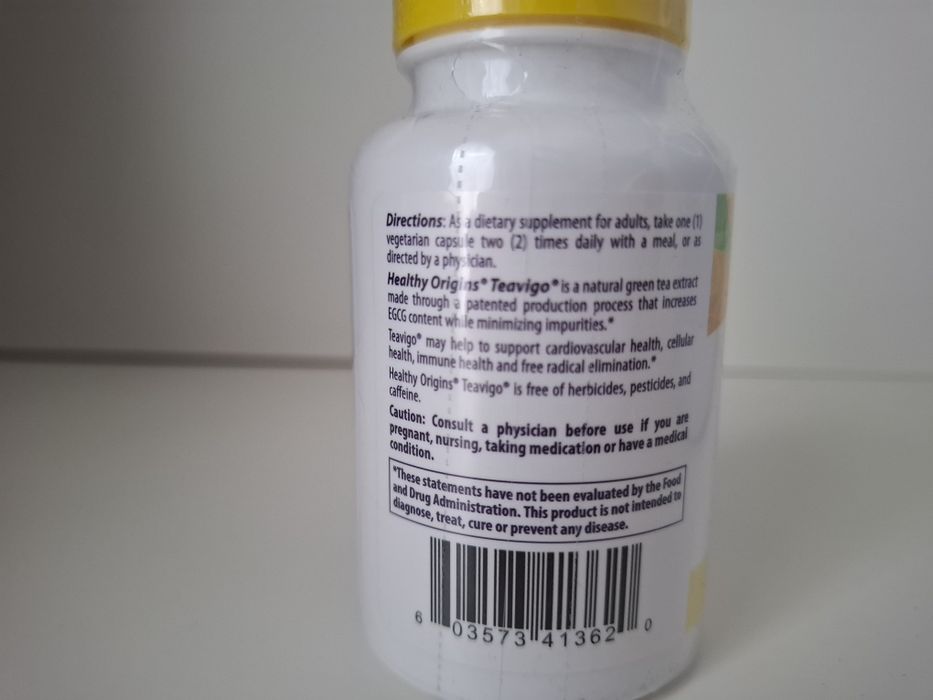 Directions: As a dietary supplement for adults, take one (1)
vegetarian capsule two (2) times daily with a meal, or as
directed by a physician.
Healthy Origins® Teavigo® is a natural green tea extract
made through a patented production process that increases
EGCG content while minimizing impurities.*
Teavigo® may help to support cardiovascular health, cellular
health, immune health and free radical elimination.*
Healthy Origins® Teavigo® is free of herbicides, pesticides, and
caffeine.
Caution: Consult a physician before use if you are
pregnant, nursing, taking medication or have a medical
condition.
*These statements have not been evaluated by the Food
and Drug Administration. This product is not intended to
diagnose, treat, cure or prevent any disease.
6 03573 41362 0